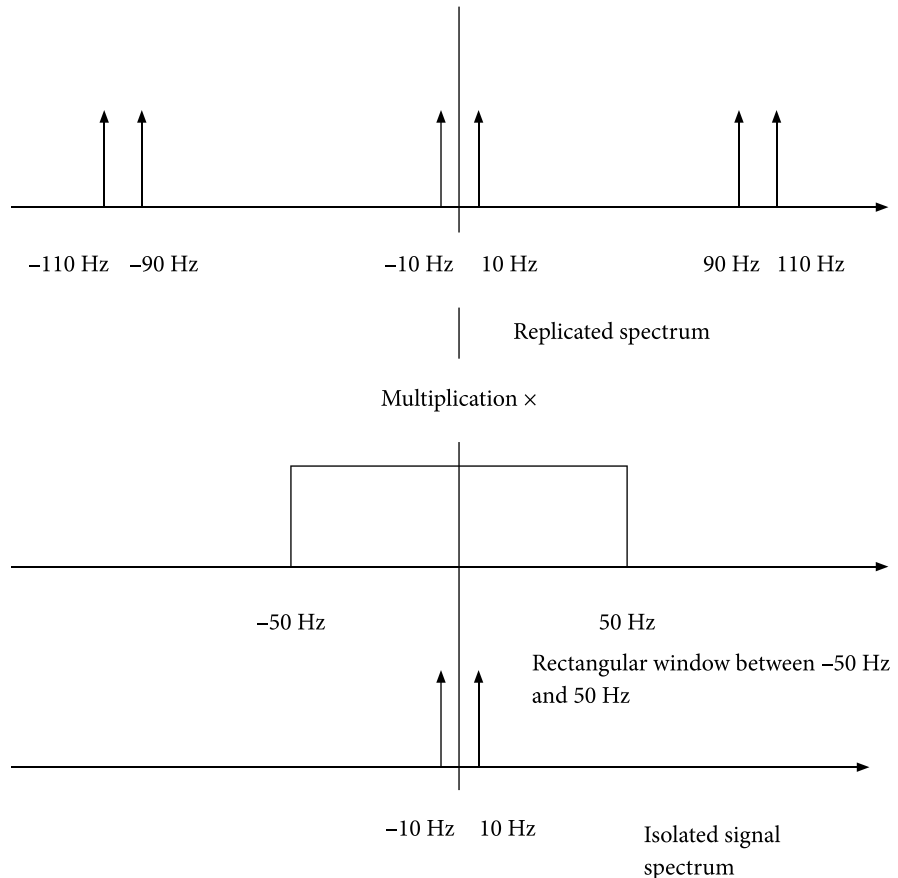 –110 Hz –90 Hz –10 Hz 10 Hz 90 Hz 110 Hz
Replicated spectrum
Multiplication ×
–50 Hz 50 Hz
Rectangular window between –50 Hz
and 50 Hz
–10 Hz 10 Hz
Isolated signal
spectrum